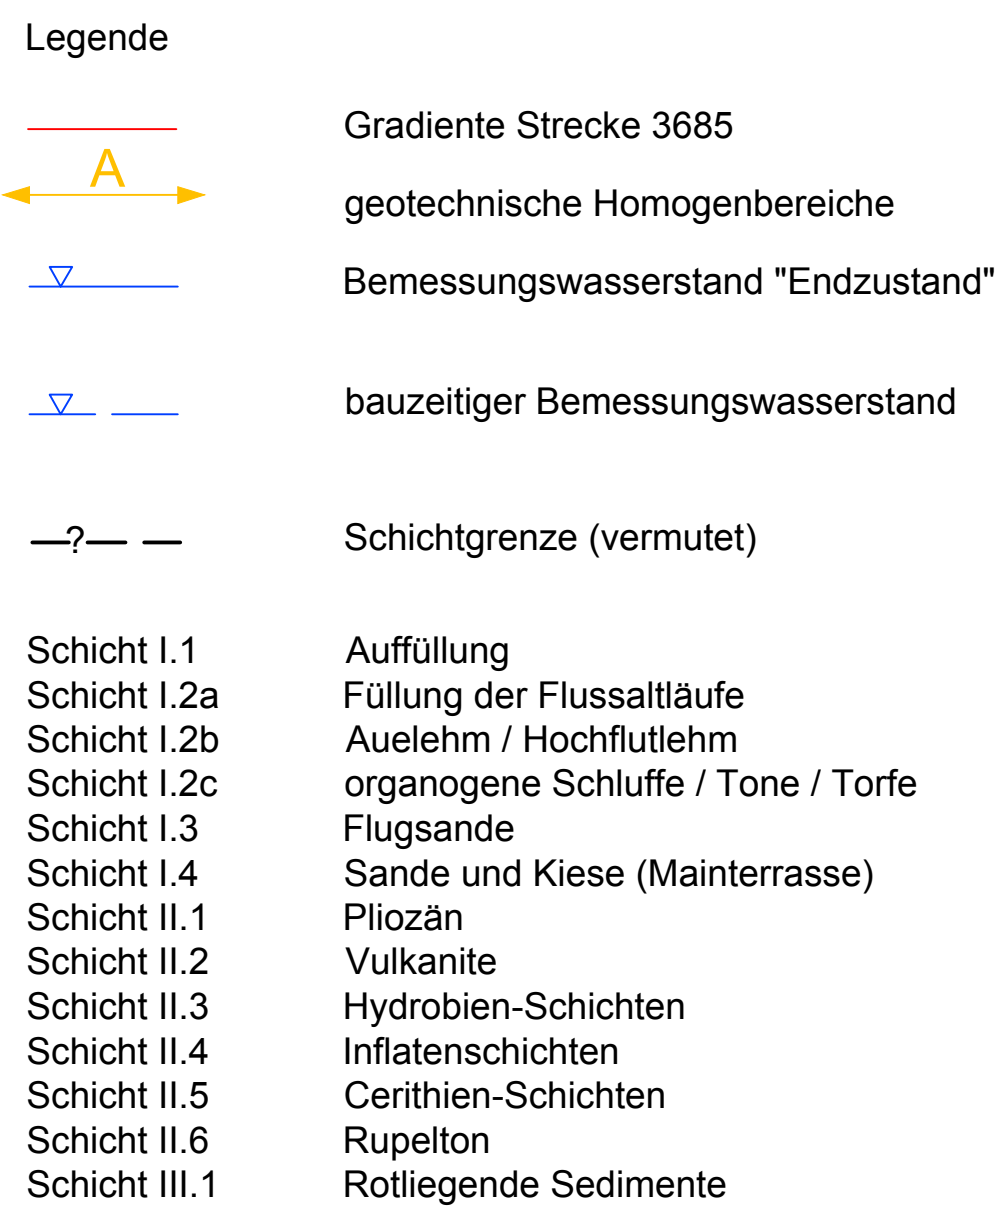 Legende
Gradiente Strecke 3685
A
geotechnische Homogenbereiche
Bemessungswasserstand "Endzustand"
bauzeitiger Bemessungswasserstand
? Schichtgrenze (vermutet)
Schicht I.1 Auffüllung
Schicht I.2a Füllung der Flussaltläufe
Schicht I.2b Auelehm / Hochflutlehm
Schicht I.2c organogene Schluffe / Tone / Torfe
Schicht I.3 Flugsande
Schicht I.4 Sande und Kiese (Mainterrasse)
Schicht II.1 Pliozän
Schicht II.2 Vulkanite
Schicht II.3 Hydrobien-Schichten
Schicht II.4 Inflatenschichten
Schicht II.5 Cerithien-Schichten
Schicht II.6 Rupelton
Schicht III.1 Rotliegende Sedimente